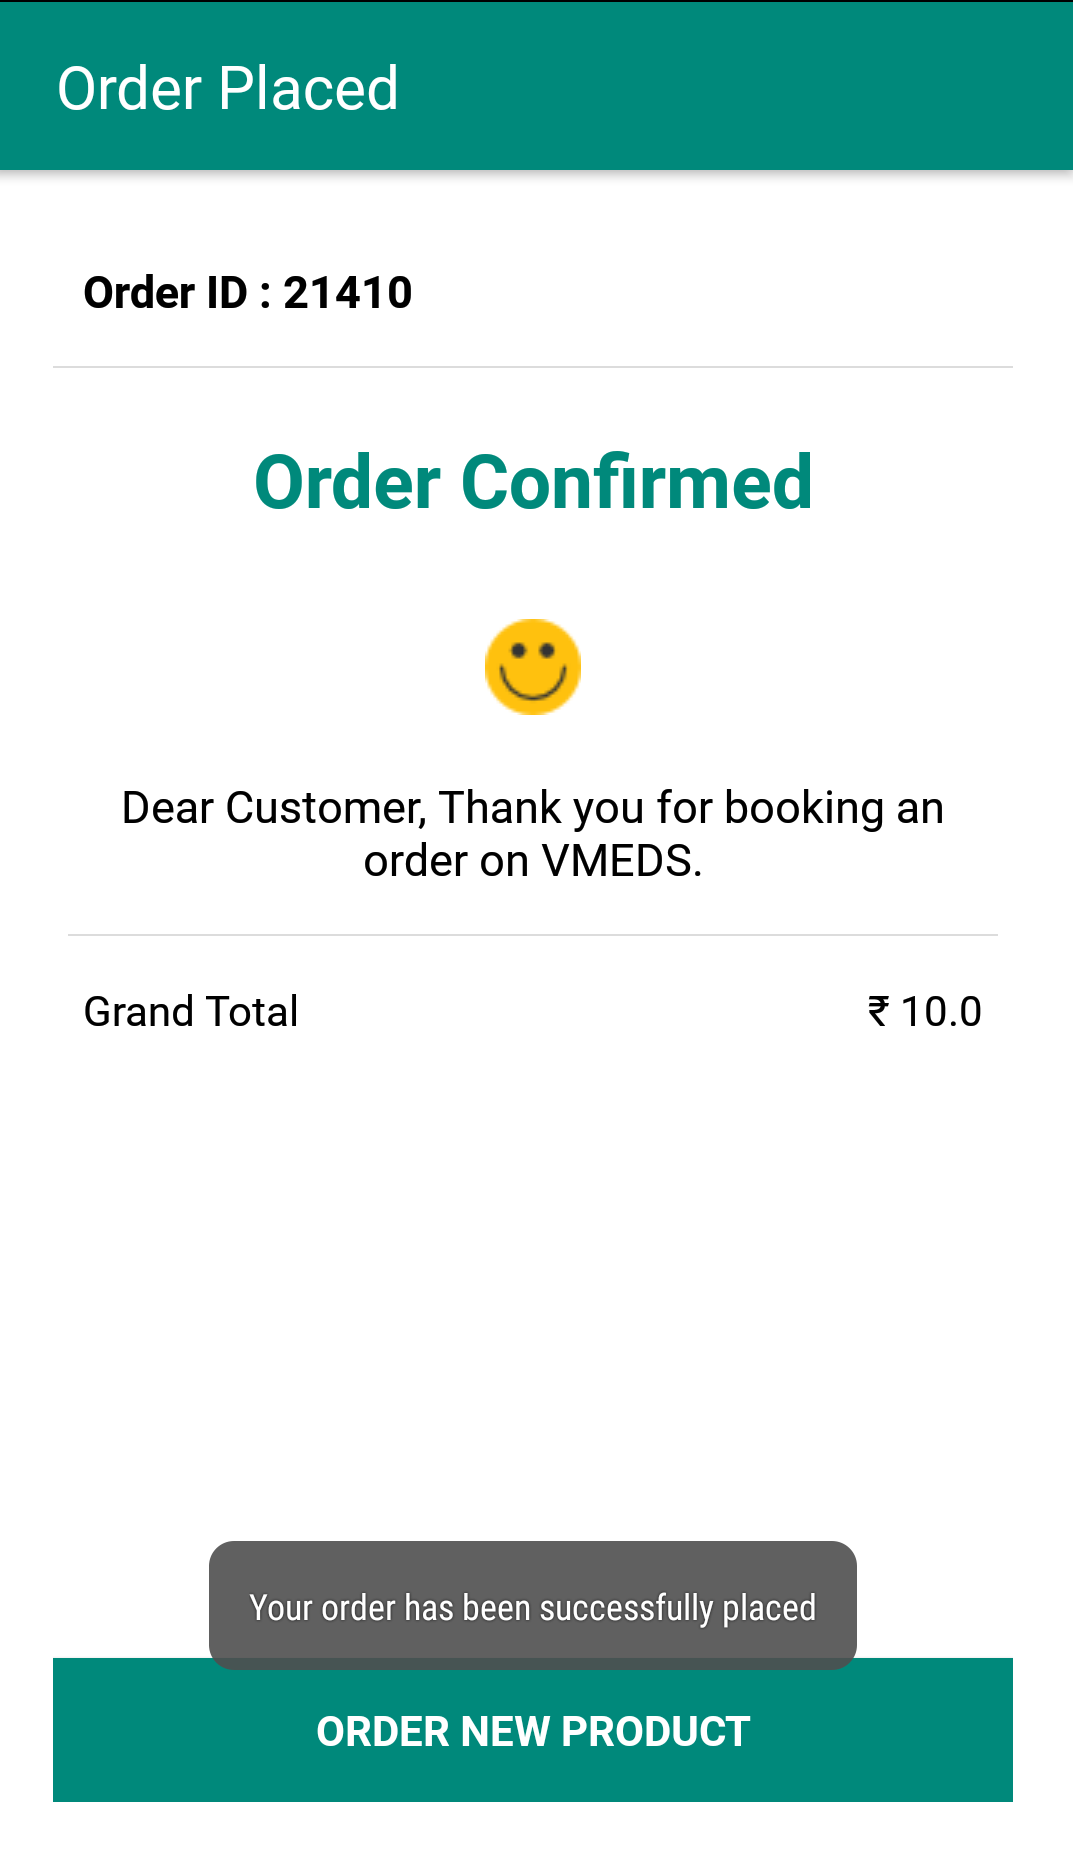 Order Placed
Order ID : 21410
Order Confirmed
Dear Customer, Thank you for booking an
order on VMEDS.
Grand Total ₹ 10.0
Your order has been successfully placed
ORDER NEW PRODUCT